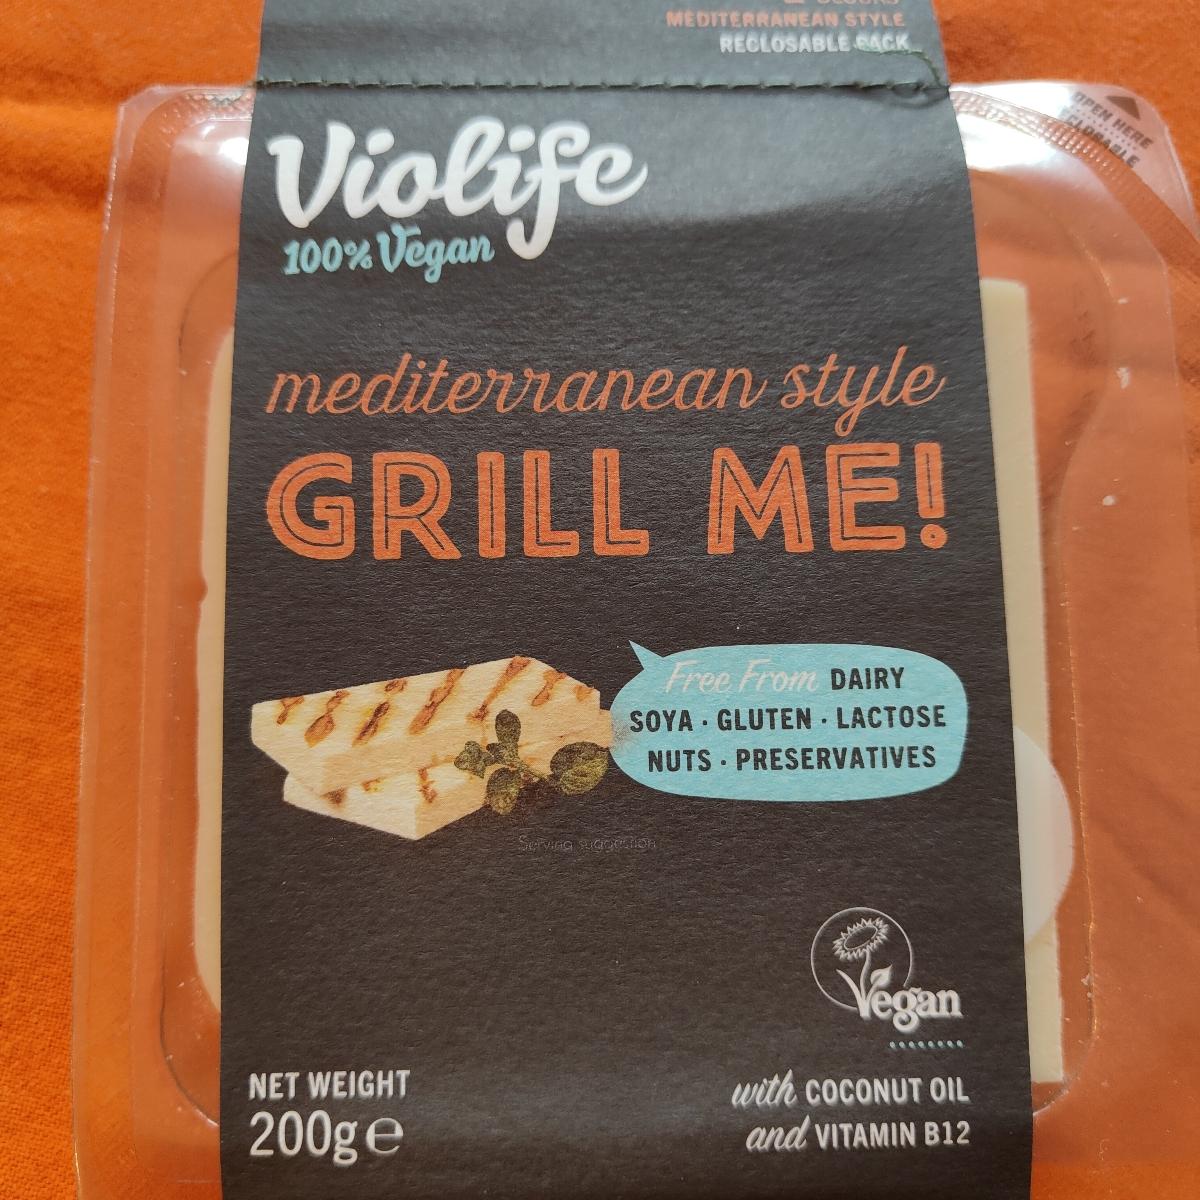 MEDITERRANEAN STYLE
RECLOSABLE PACK
OPEN HERE
Violife
100% Vegan
mediterranean style
GRILL ME!
Free From DAIRY
SOYA · GLUTEN · LACTOSE
NUTS · PRESERVATIVES
Serving suggestion
Vegan
NET WEIGHT
200g e
with COCONUT OIL
and VITAMIN B12